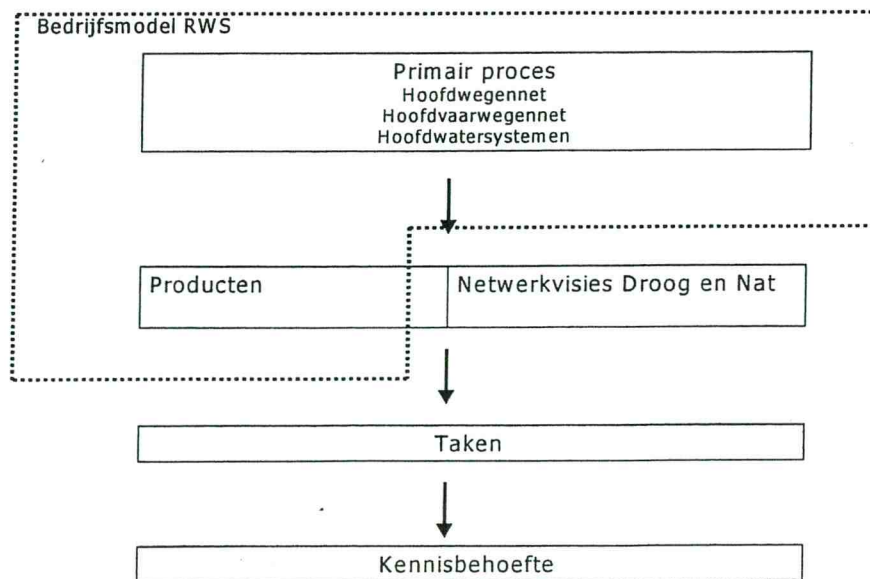 Bedrijfsmodel RWS
Primair proces
Hoofdwegennet
Hoofdvaarwegennet
Hoofdwatersystemen
Producten
Netwerkvisies Droog en Nat
Taken
Kennisbehoefte